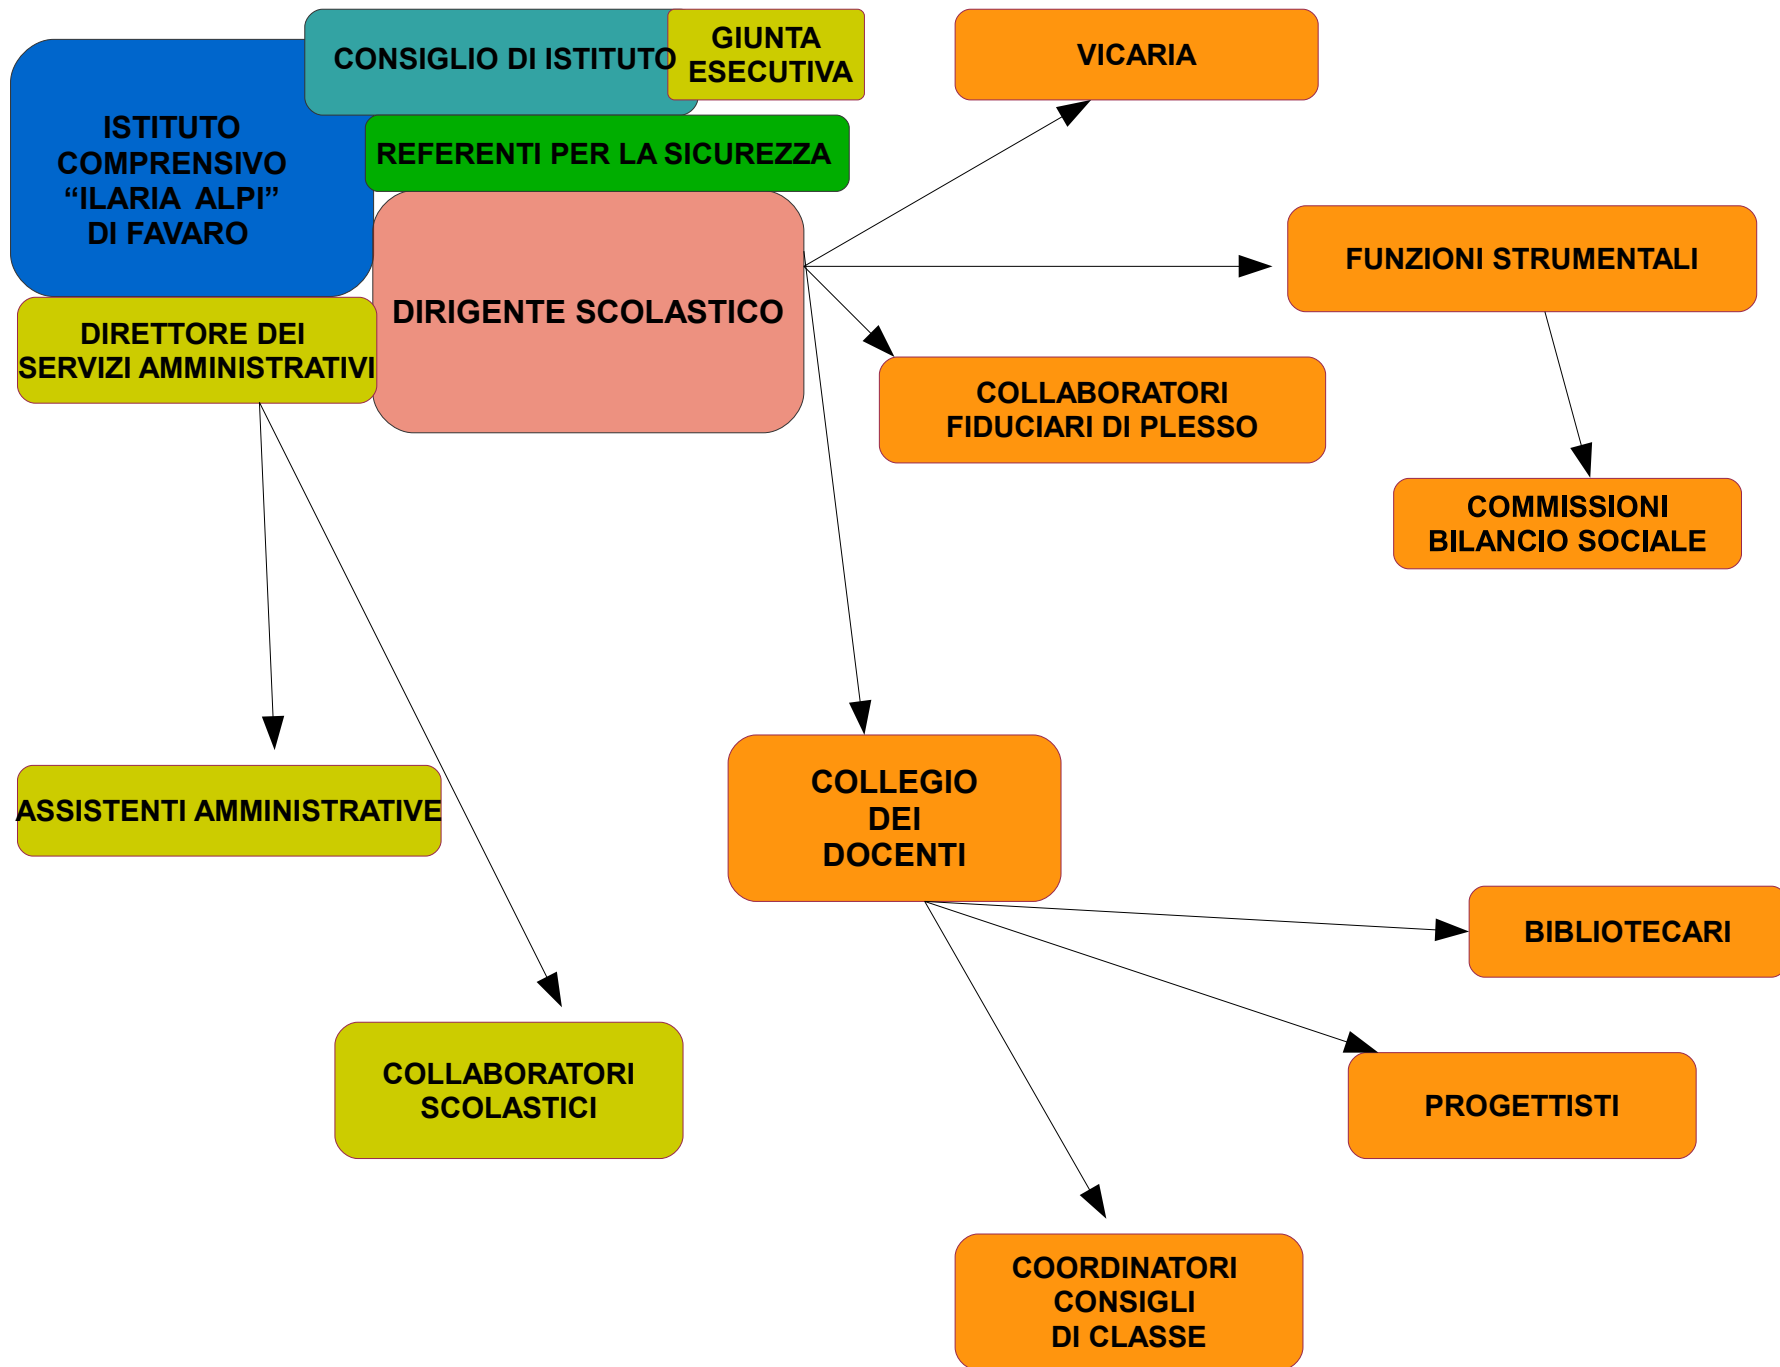 CONSIGLIO DI ISTITUTO
GIUNTA
ESECUTIVA
VICARIA
ISTITUTO
COMPRENSIVO
“ILARIA ALPI”
DI FAVARO
REFERENTI PER LA SICUREZZA
FUNZIONI STRUMENTALI
DIRIGENTE SCOLASTICO
DIRETTORE DEI
SERVIZI AMMINISTRATIVI
COLLABORATORI
FIDUCIARI DI PLESSO
COMMISSIONI
BILANCIO SOCIALE
ASSISTENTI AMMINISTRATIVE
COLLEGIO
DEI
DOCENTI
BIBLIOTECARI
COLLABORATORI
SCOLASTICI
PROGETTISTI
COORDINATORI
CONSIGLI
DI CLASSE